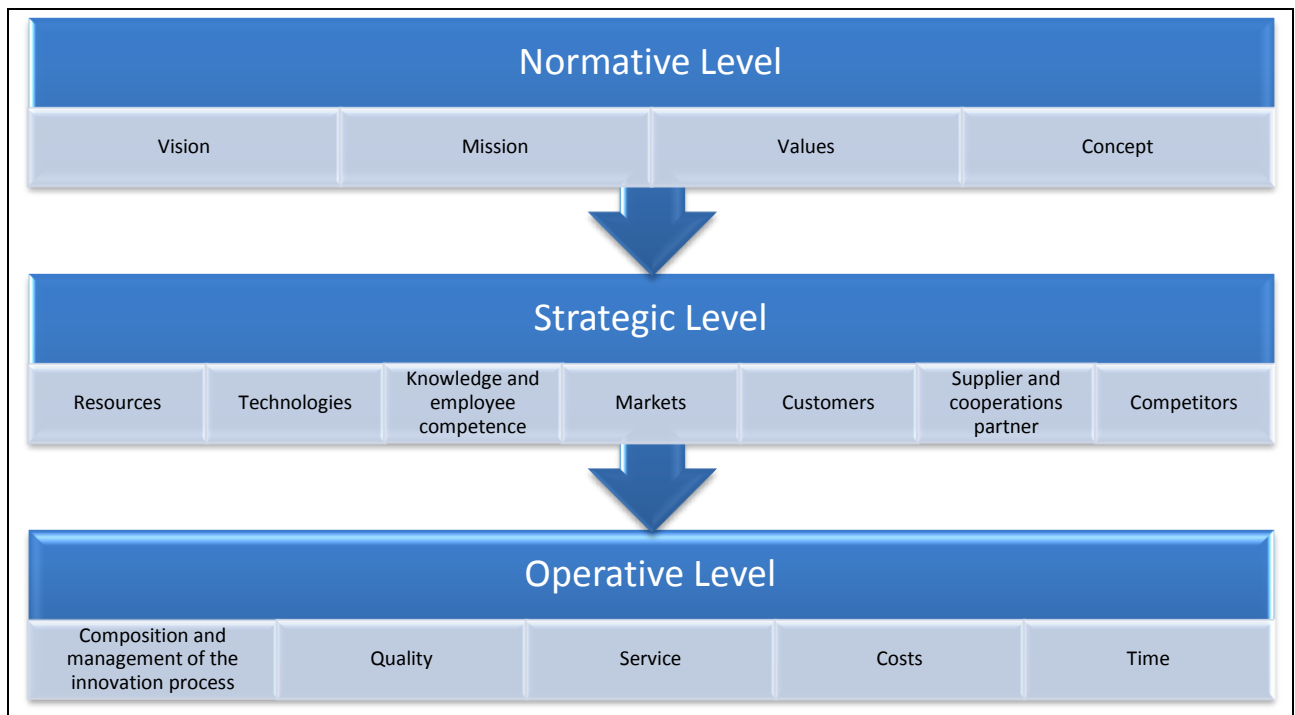 Normative Level
Vision
Mission
Values
Concept
Strategic Level
Resources
Technologies
Knowledge and
employee
competence
Markets
Customers
Supplier and
cooperations
partner
Competitors
Operative Level
Composition and
management of the
innovation process
Quality
Service
Costs
Time